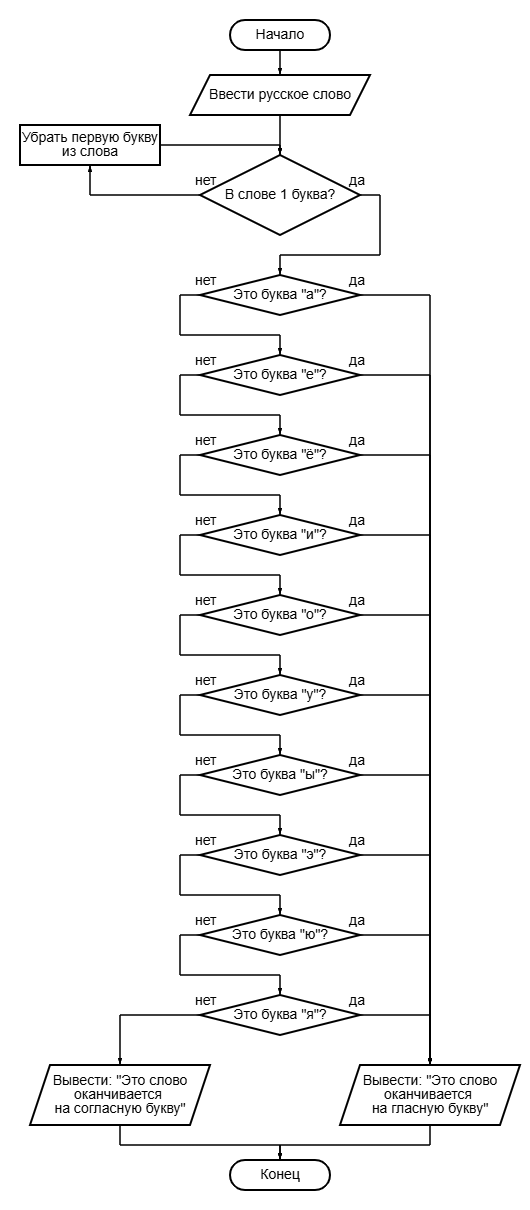 Начало
Ввести русское слово
Убрать первую букву
из слова
нет
В слове 1 буква?
да
нет
Это буква "а"?
да
нет
Это буква "е"?
да
нет
Это буква "ё"?
да
нет
Это буква "и"?
да
нет
Это буква "о"?
да
нет
Это буква "у"?
да
нет
Это буква "ы"?
да
нет
Это буква "э"?
да
нет
Это буква "ю"?
да
нет
Это буква "я"?
да
Вывести: "Это слово
оканчивается
на согласную букву"
Вывести: "Это слово
оканчивается
на гласную букву"
Конец